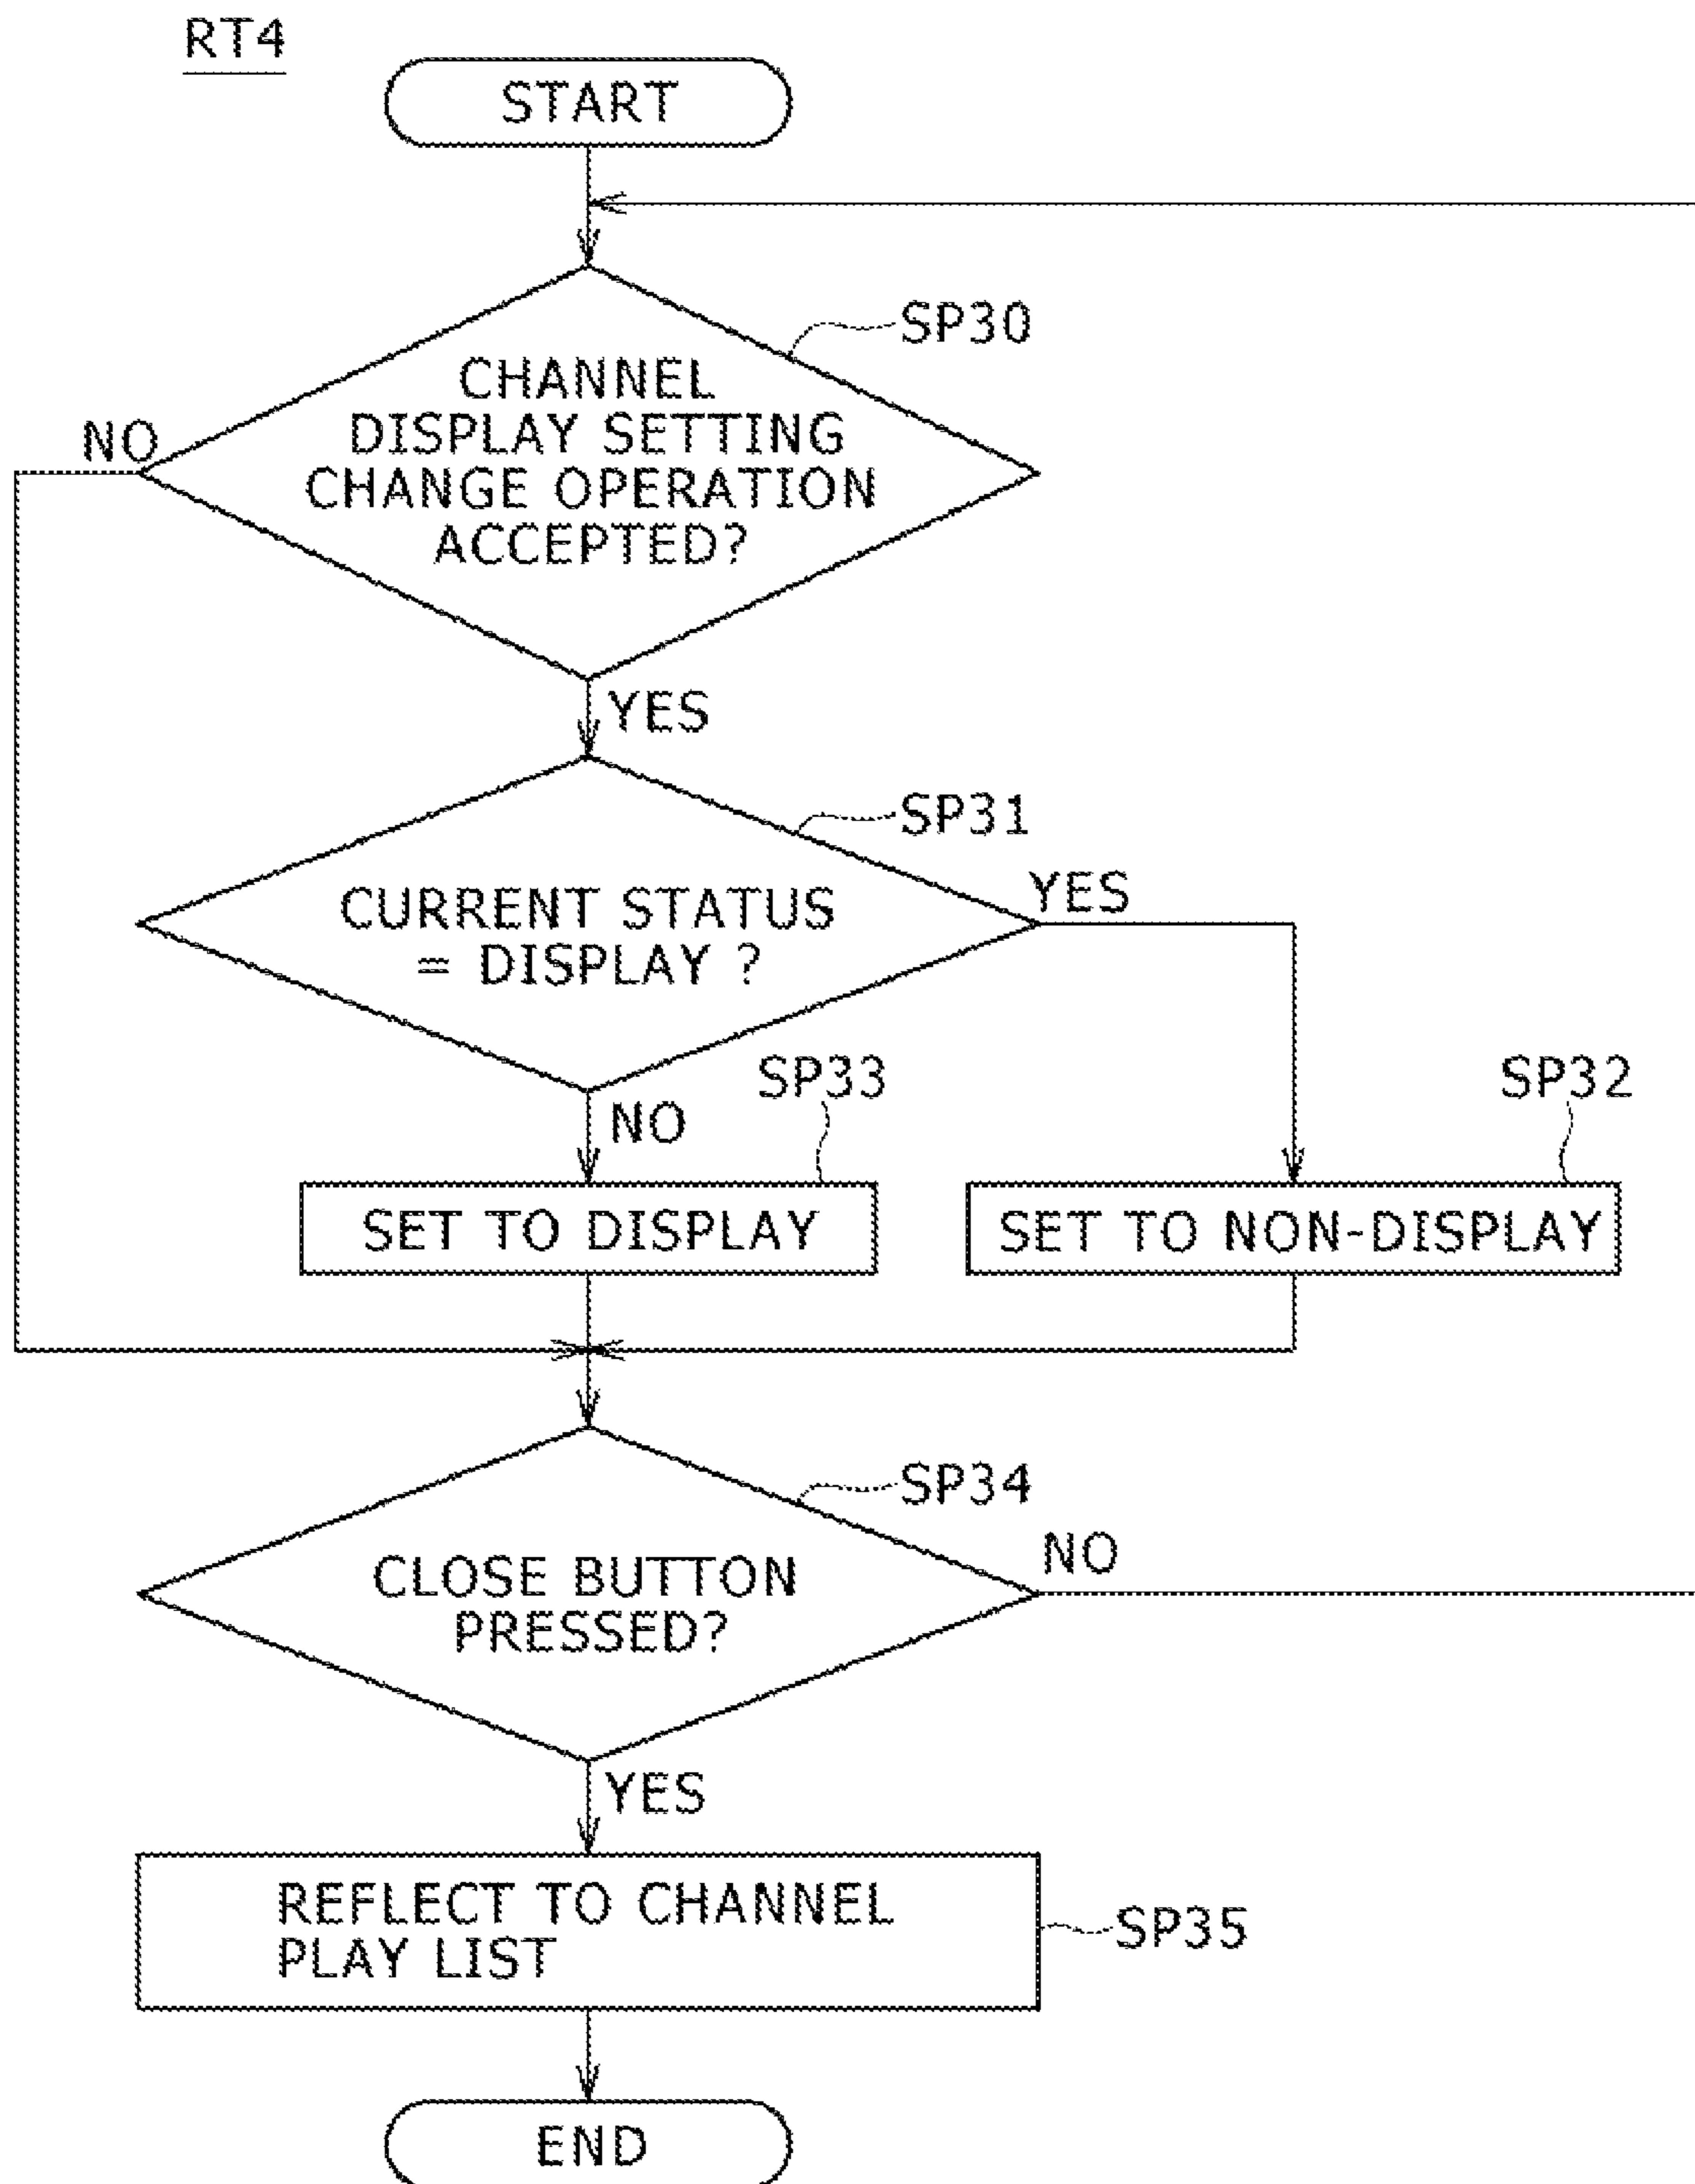 RT4
START
SP30
CHANNEL
DISPLAY SETTING
CHANGE OPERATION
ACCEPTED?
NO
YES
SP31
CURRENT STATUS
= DISPLAY ?
YES
NO
SP33
SP32
SET TO DISPLAY
SET TO NON-DISPLAY
SP34
CLOSE BUTTON
PRESSED?
NO
YES
REFLECT TO CHANNEL
PLAY LIST
SP35
END